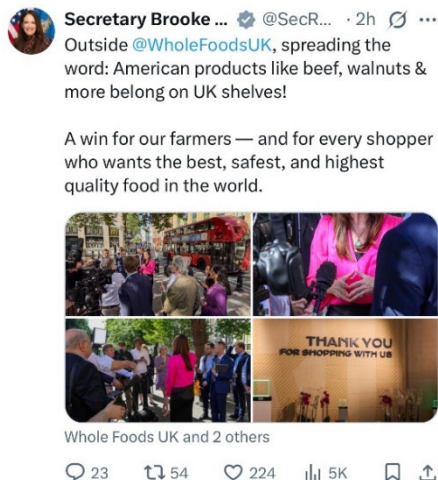 Secretary Brooke ... @SecR... · 2h
Outside @WholeFoodsUK, spreading the
word: American products like beef, walnuts &
more belong on UK shelves!
A win for our farmers — and for every shopper
who wants the best, safest, and highest
quality food in the world.
THANK YOU
FOR SHOPPING WITH US
Whole Foods UK and 2 others
23 54 224 5K